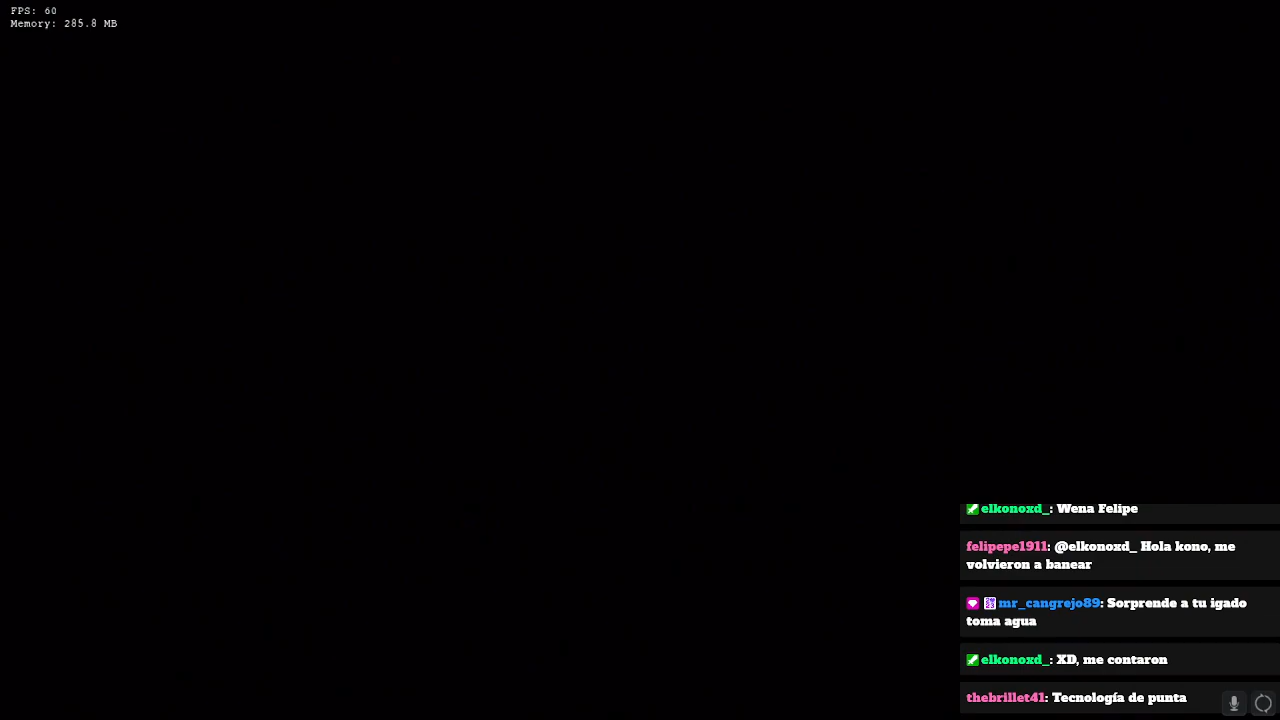 FPS: 60
Memory: 285.8 MB
elkonoxd_: Wena Felipe
felipepe1911: @elkonoxd_ Hola kono, me
volvieron a banear
mr_cangrejo89: Sorprende a tu igado
toma agua
elkonoxd_: XD, me contaron
thebrillet41: Tecnología de punta